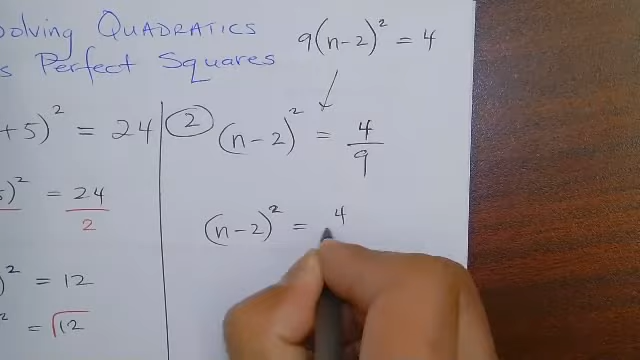 olving QUADRATICS
s Perfect Squares
9(n-2)² = 4
+ 5)² = 24
5)² = 24/2
)² = 12
² = √12
② (n-2)² = 4/9
(n-2)² = 4